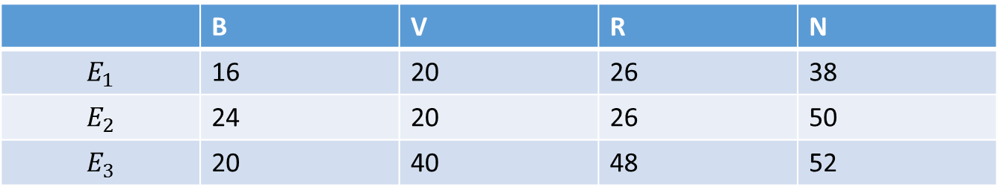 B V R N
E₁ 16 20 26 38
E₂ 24 20 26 50
E₃ 20 40 48 52